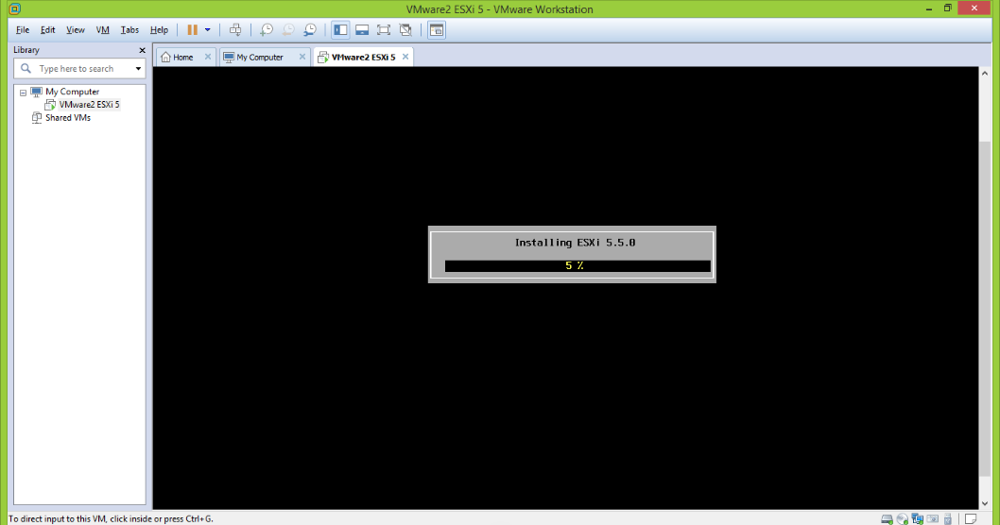 VMware2 ESXi 5 - VMware Workstation
File Edit View VM Tabs Help
Library
Home My Computer VMware2 ESXi 5
Type here to search
My Computer
VMware2 ESXi 5
Shared VMs
Installing ESXi 5.5.0
5 %
To direct input to this VM, click inside or press Ctrl+G.